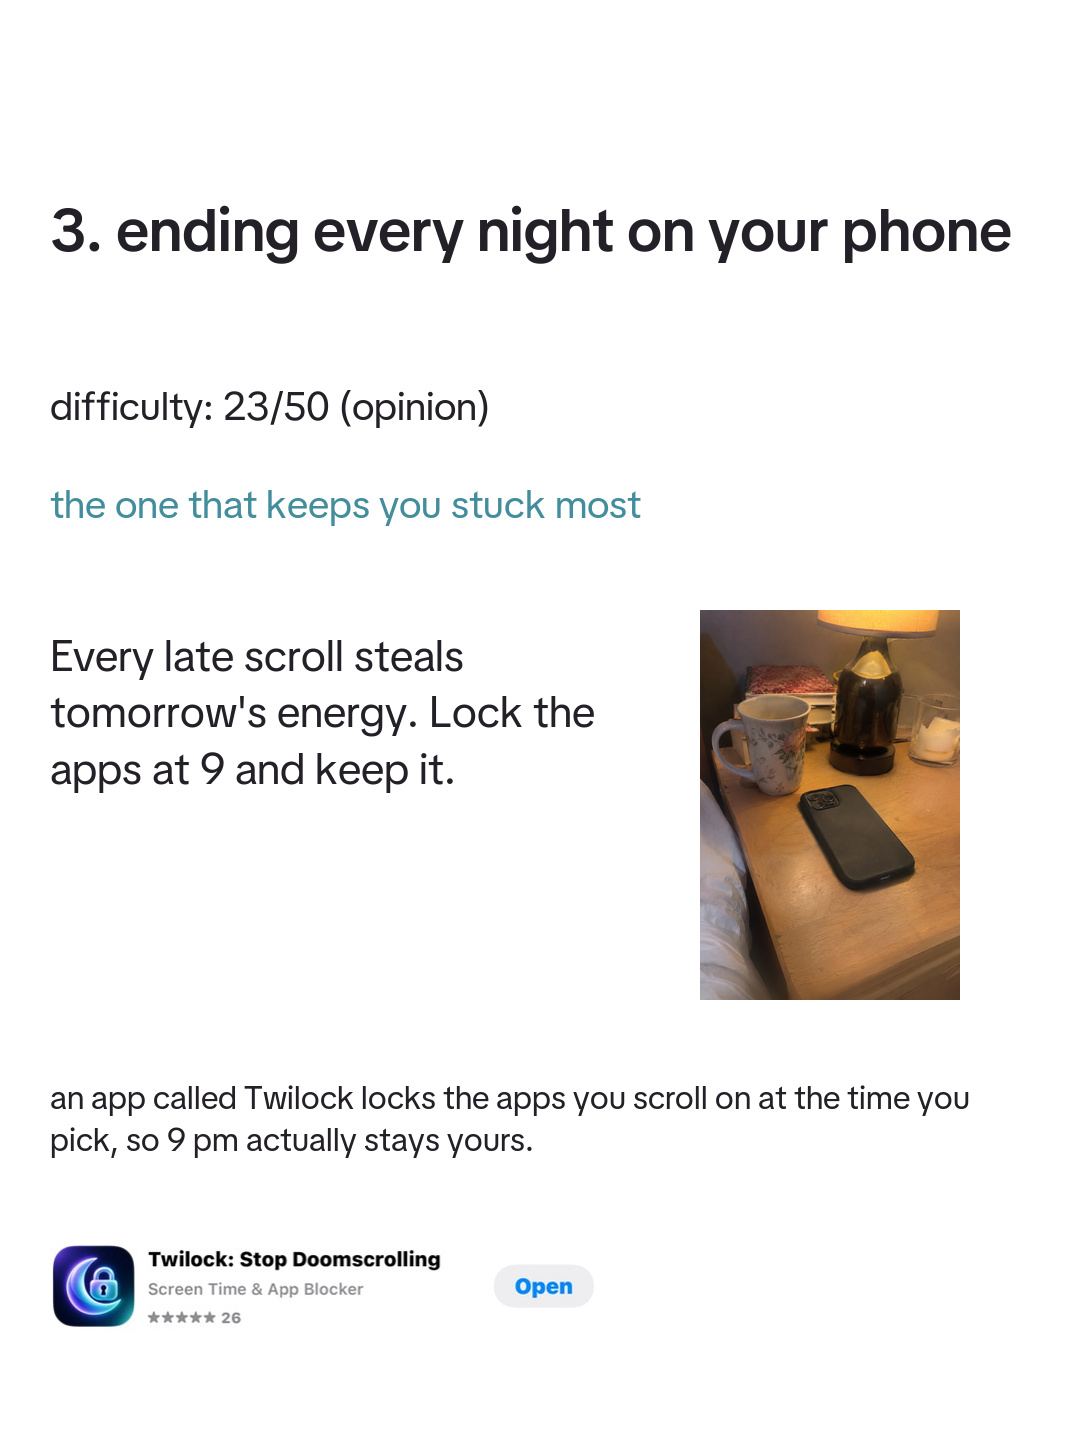 3. ending every night on your phone
difficulty: 23/50 (opinion)
the one that keeps you stuck most
Every late scroll steals
tomorrow's energy. Lock the
apps at 9 and keep it.
an app called Twilock locks the apps you scroll on at the time you
pick, so 9 pm actually stays yours.
Twilock: Stop Doomscrolling
Screen Time & App Blocker
★★★★★ 26
Open